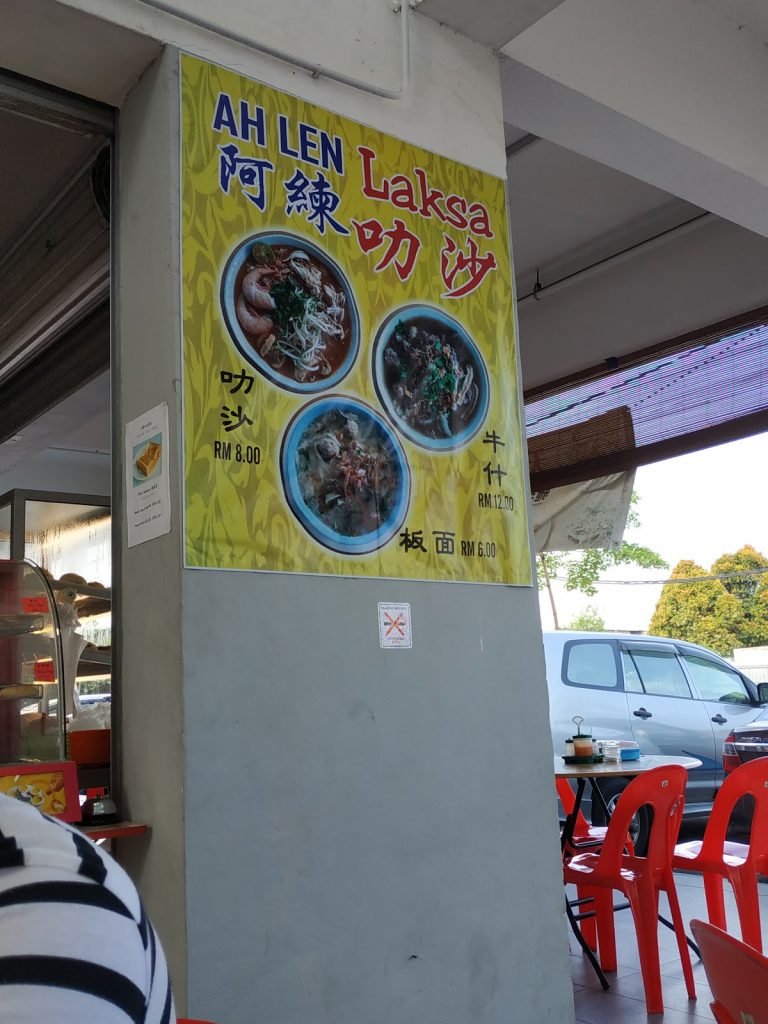 AH LEN Laksa
阿練 叻沙
叻沙
RM 8.00
牛什
RM 12.00
板面 RM 6.00